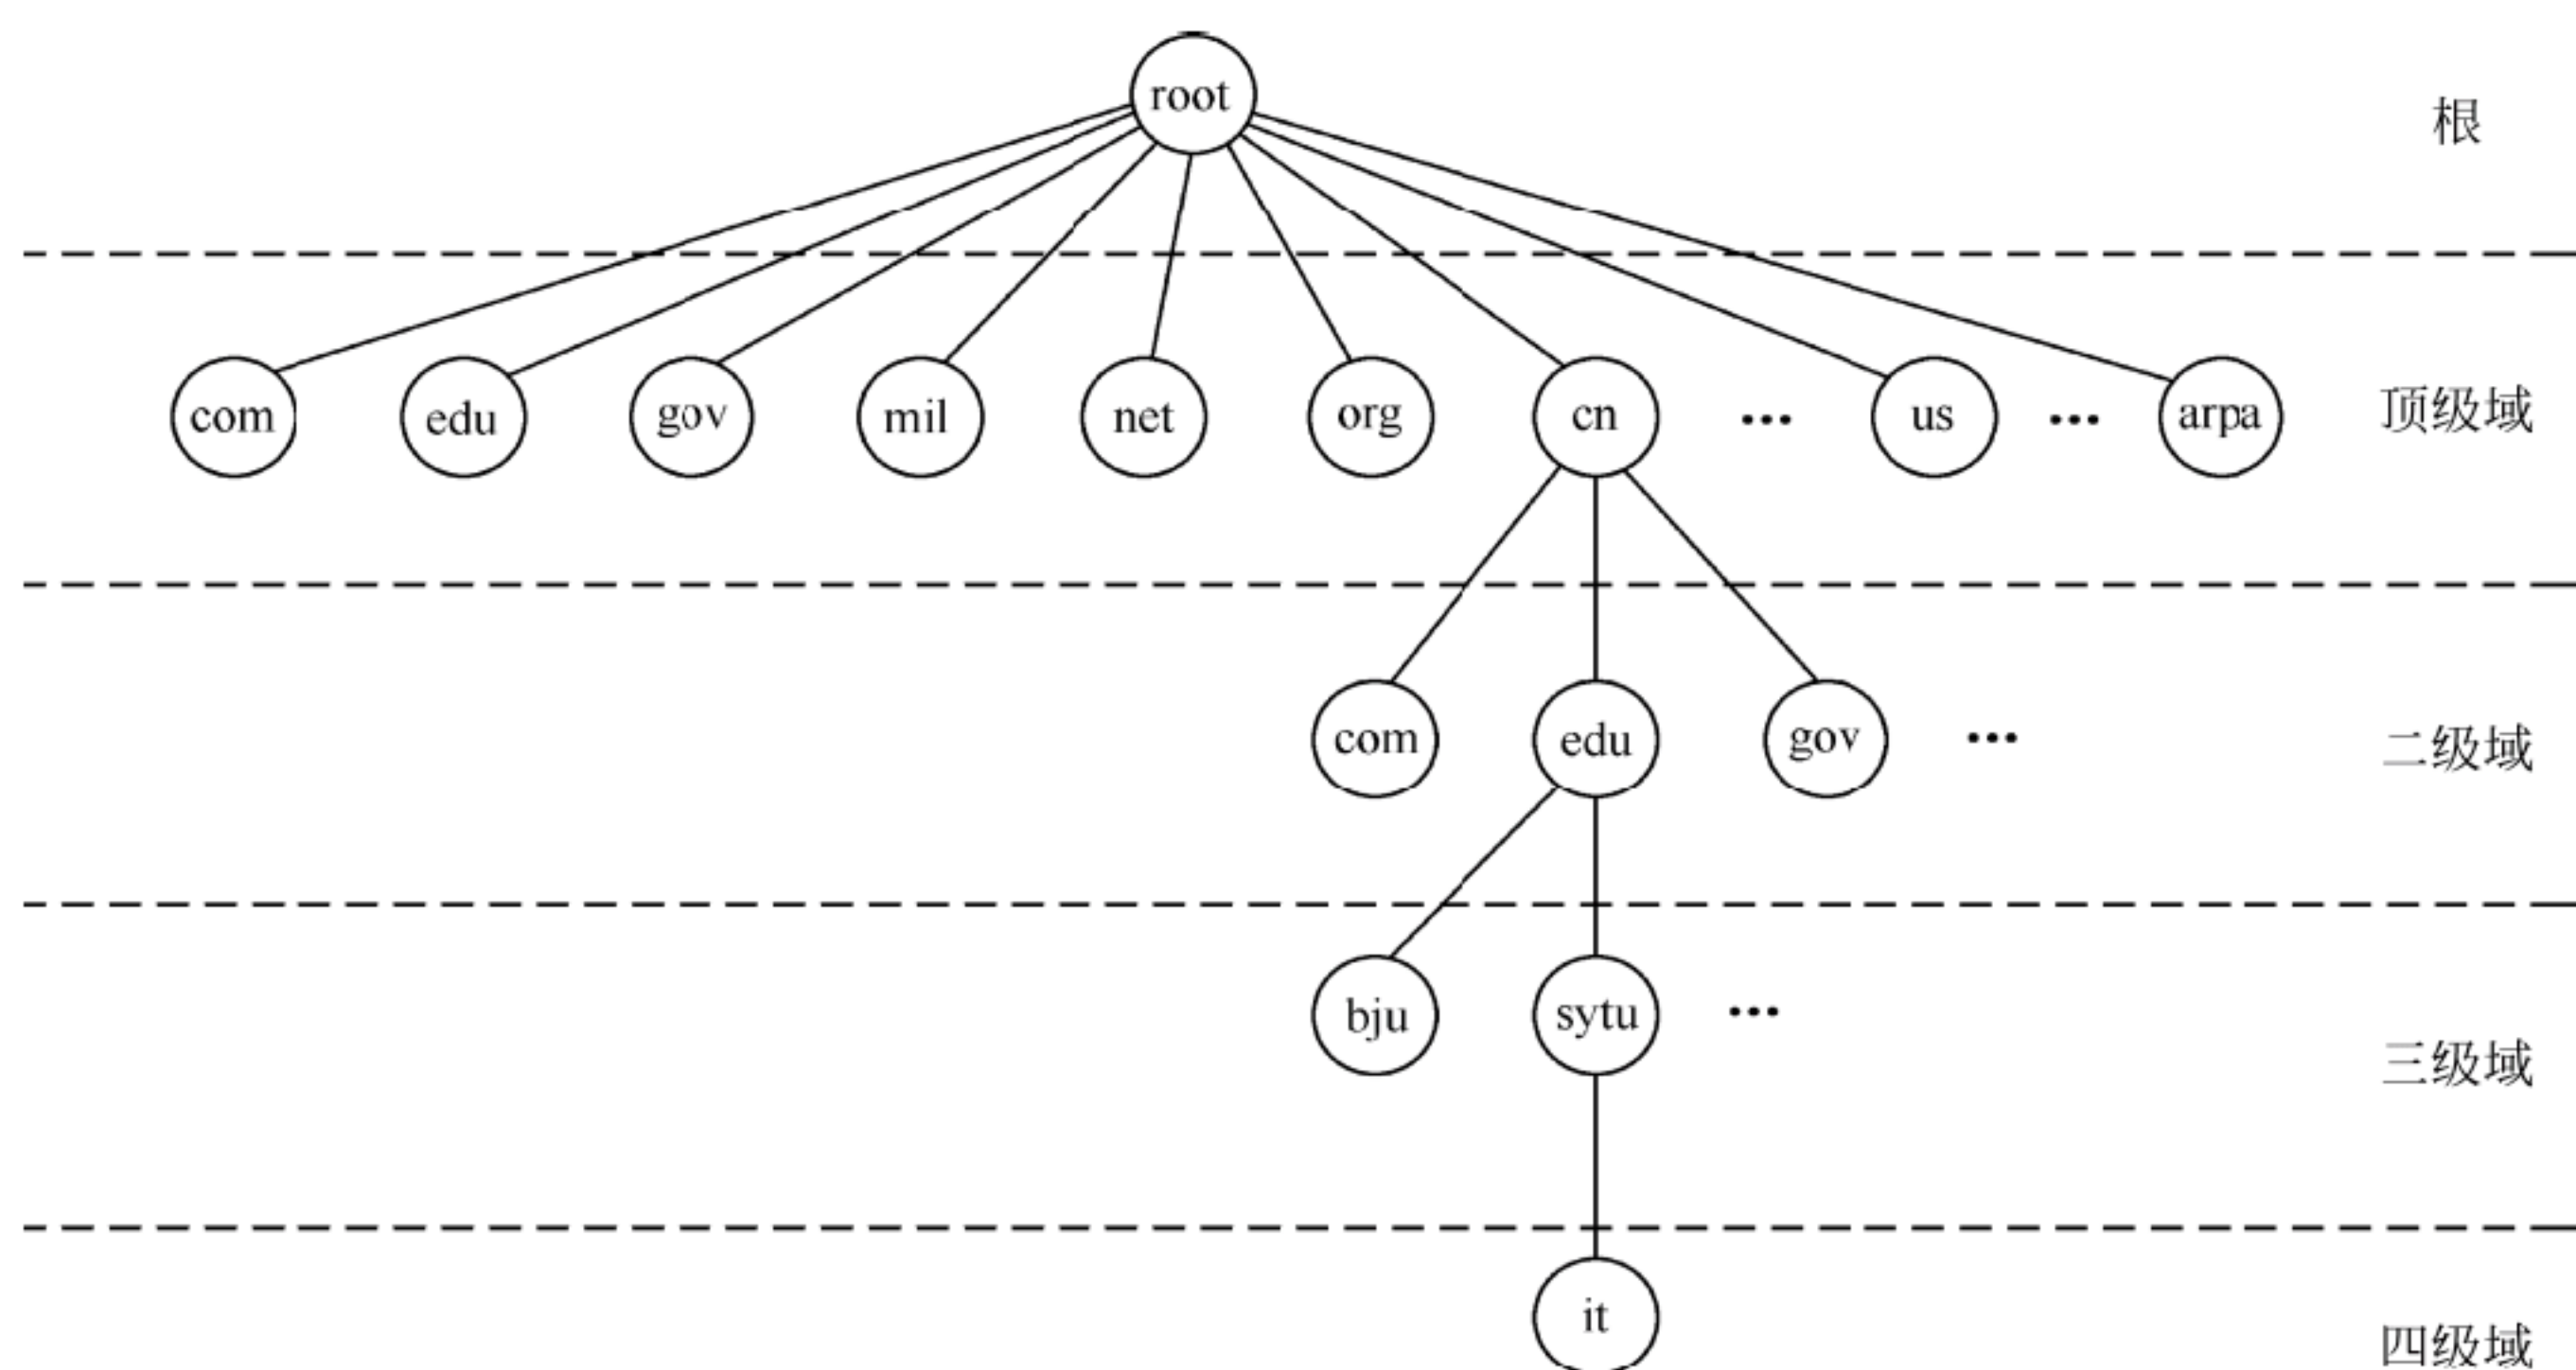 root
根
com edu gov mil net org cn ... us ... arpa 顶级域
com edu gov ... 二级域
bju sytu ... 三级域
it 四级域